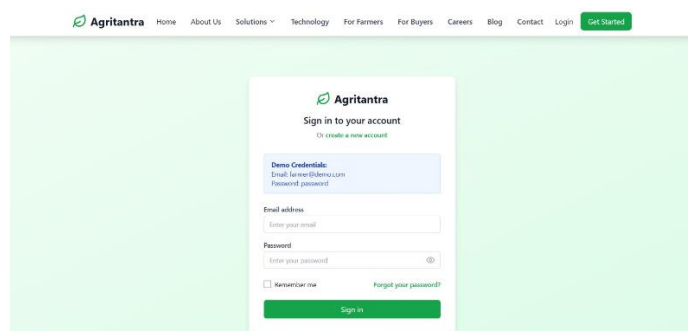 Agritantra Home About Us Solutions Technology For Farmers For Buyers Careers Blog Contact Login Get Started
Agritantra
Sign in to your account
Or create a new account
Demo Credentials:
Email: farmer@demo.com
Password: password
Email address
Enter your email
Password
Enter your password
Remember me Forgot your password?
Sign in